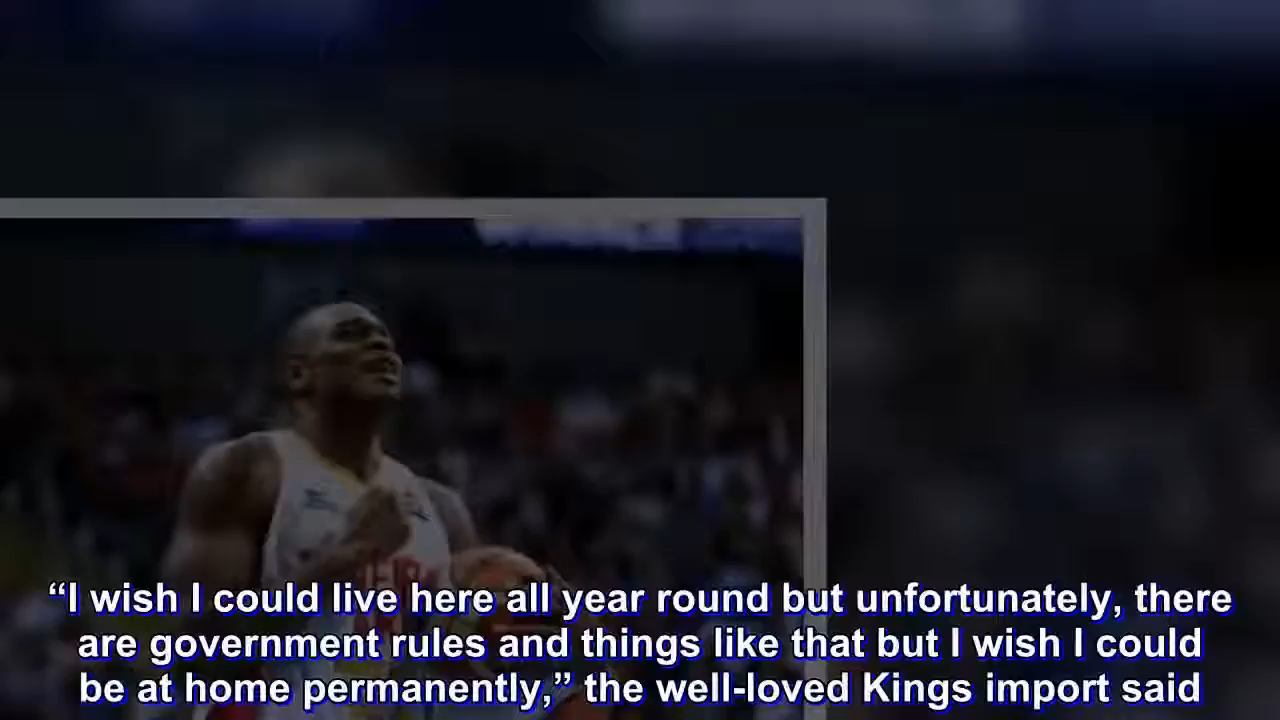 “I wish I could live here all year round but unfortunately, there
are government rules and things like that but I wish I could
be at home permanently,” the well-loved Kings import said